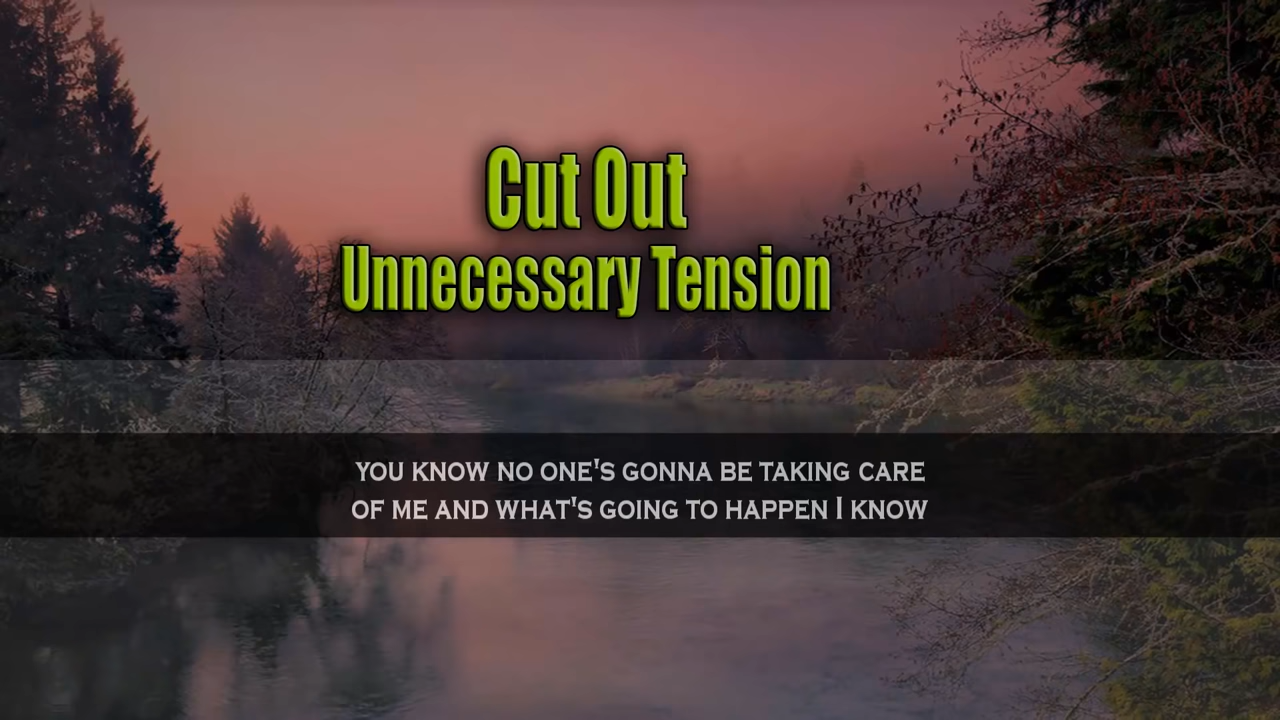 Cut Out
Unnecessary Tension
YOU KNOW NO ONE'S GONNA BE TAKING CARE
OF ME AND WHAT'S GOING TO HAPPEN I KNOW